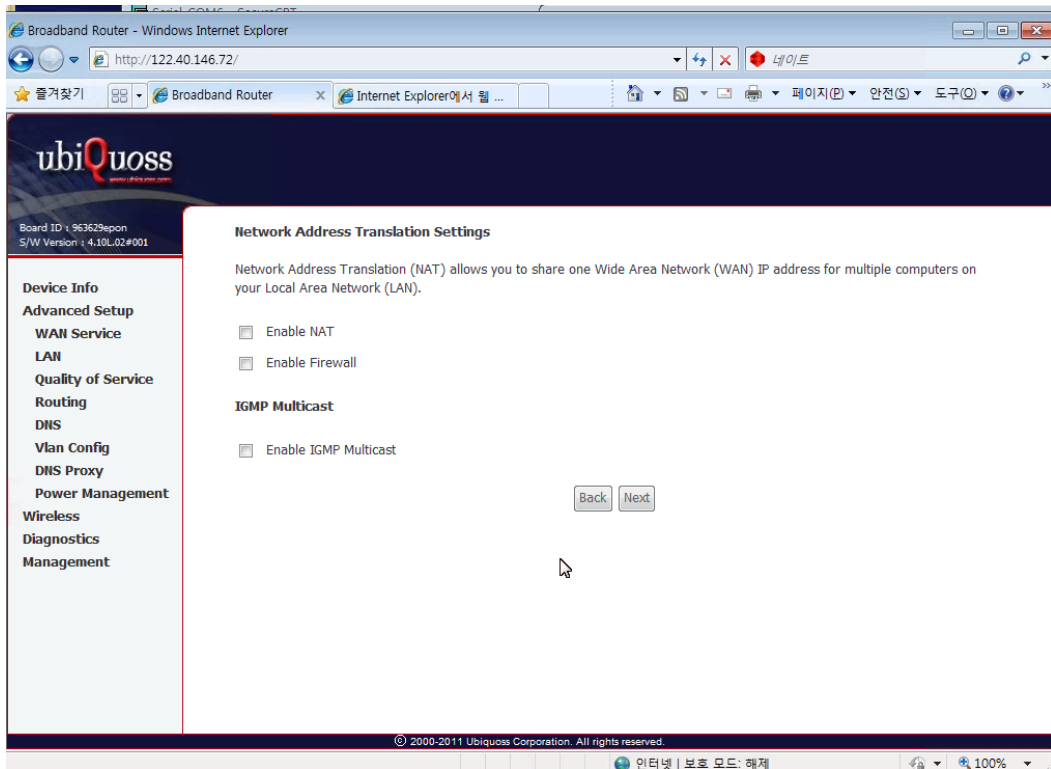 Serial-COM6 - SecureCRT
Broadband Router - Windows Internet Explorer
http://122.40.146.72/
네이트
즐겨찾기
Broadband Router
Internet Explorer에서 웹 ...
페이지(P)
안전(S)
도구(O)
ubiQuoss
Board ID : 963629epon
S/W Version : 4.10L.02#001
Device Info
Advanced Setup
WAN Service
LAN
Quality of Service
Routing
DNS
Vlan Config
DNS Proxy
Power Management
Wireless
Diagnostics
Management
Network Address Translation Settings
Network Address Translation (NAT) allows you to share one Wide Area Network (WAN) IP address for multiple computers on
your Local Area Network (LAN).
Enable NAT
Enable Firewall
IGMP Multicast
Enable IGMP Multicast
Back
Next
© 2000-2011 Ubiquoss Corporation. All rights reserved.
인터넷 | 보호 모드: 해제
100%